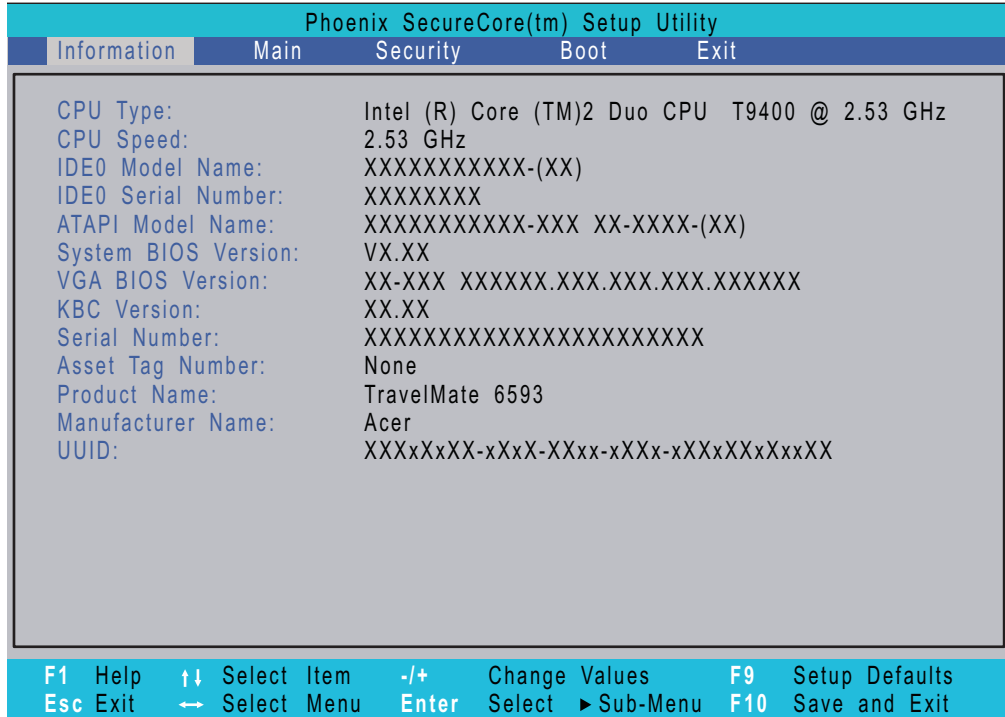 Phoenix SecureCore(tm) Setup Utility
Information Main Security Boot Exit
CPU Type: Intel (R) Core (TM)2 Duo CPU T9400 @ 2.53 GHz
CPU Speed: 2.53 GHz
IDE0 Model Name: XXXXXXXXXXX-(XX)
IDE0 Serial Number: XXXXXXXX
ATAPI Model Name: XXXXXXXXXXX-XXX XX-XXXX-(XX)
System BIOS Version: VX.XX
VGA BIOS Version: XX-XXX XXXXXX.XXX.XXX.XXX.XXXXXX
KBC Version: XX.XX
Serial Number: XXXXXXXXXXXXXXXXXXXXXXX
Asset Tag Number: None
Product Name: TravelMate 6593
Manufacturer Name: Acer
UUID: XXXxXxXX-xXxX-XXxx-xXXx-xXXxXXxXxxXX
F1 Help ↑↓ Select Item -/+ Change Values F9 Setup Defaults
Esc Exit ↔ Select Menu Enter Select ▶ Sub-Menu F10 Save and Exit